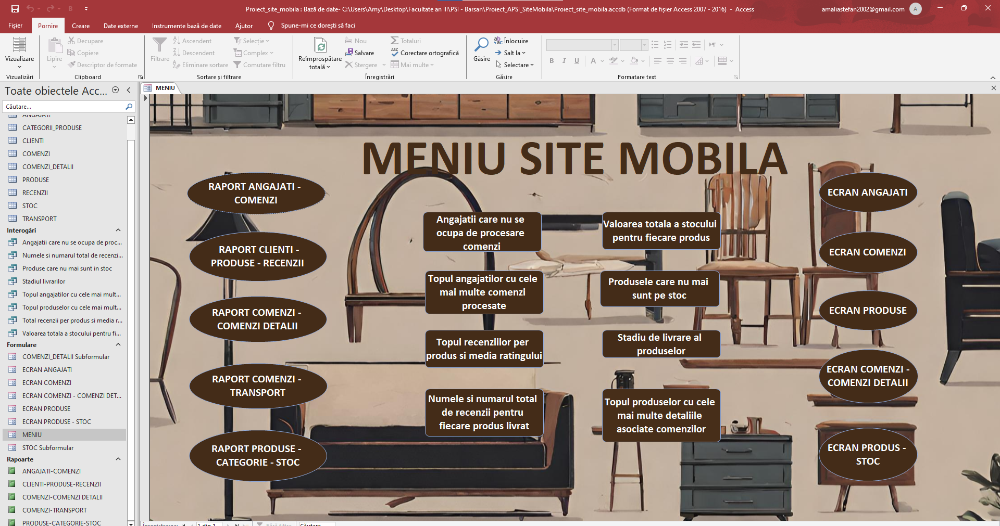 Proiect_site_mobila : Bază de date- C:\Users\Amy\Desktop\Facultate an III\PSI - Barsan\Proiect_APSI_SiteMobila\Proiect_site_mobila.accdb (Format de fișier Access 2007 - 2016) - Access
amaliastefan2002@gmail.com
A
Fișier
Pornire
Creare
Date externe
Instrumente bază de date
Ajutor
Spune-mi ce dorești să faci
Vizualizare
Vizualizări
Lipire
Decupare
Copiere
Descriptor de formate
Clipboard
Filtrare
Ascendent
Descendent
Eliminare sortare
Selecție
Complex
Comutare filtru
Sortare și filtrare
Reîmprospătare
totală
Nou
Salvare
Ștergere
Totaluri
Corectare ortografică
Mai multe
Înregistrări
Găsire
Înlocuire
Salt la
Selectare
Găsire
B I U A
Formatare text
Toate obiectele Acc...
Căutare...
ANGAJATI
CATEGORII_PRODUSE
CLIENTI
COMENZI
COMENZI_DETALII
PRODUSE
RECENZII
STOC
TRANSPORT
Interogări
Angajatii care nu se ocupa de proc...
Numele si numarul total de recenzi...
Produse care nu mai sunt in stoc
Stadiul livrarilor
Topul angajatilor cu cele mai mult...
Topul produselor cu cele mai mult...
Total recenzii per produs si media r...
Valoarea totala a stocului pentru fi...
Formulare
COMENZI_DETALII Subformular
ECRAN ANGAJATI
ECRAN COMENZI
ECRAN COMENZI - COMENZI DET...
ECRAN PRODUSE
ECRAN PRODUSE - STOC
MENIU
STOC Subformular
Rapoarte
ANGAJATI-COMENZI
CLIENTI-PRODUSE-RECENZII
COMENZI-COMENZI DETALII
COMENZI-TRANSPORT
PRODUSE-CATEGORIE-STOC
MENIU
MENIU SITE MOBILA
RAPORT ANGAJATI -
COMENZI
RAPORT CLIENTI -
PRODUSE - RECENZII
RAPORT COMENZI -
COMENZI DETALII
RAPORT COMENZI -
TRANSPORT
RAPORT PRODUSE -
CATEGORIE - STOC
Angajatii care nu se
ocupa de procesare
comenzi
Topul angajatilor cu cele
mai multe comenzi
procesate
Topul recenziilor per
produs si media ratingului
Numele si numarul total
de recenzii pentru
fiecare produs livrat
Valoarea totala a stocului
pentru fiecare produs
Produsele care nu mai
sunt pe stoc
Stadiu de livrare al
produselor
Topul produselor cu cele
mai multe detaliile
asociate comenzilor
ECRAN ANGAJATI
ECRAN COMENZI
ECRAN PRODUSE
ECRAN COMENZI -
COMENZI DETALII
ECRAN PRODUS -
STOC
Înregistrarea:
1 din 1
Fără filtre
Căutare